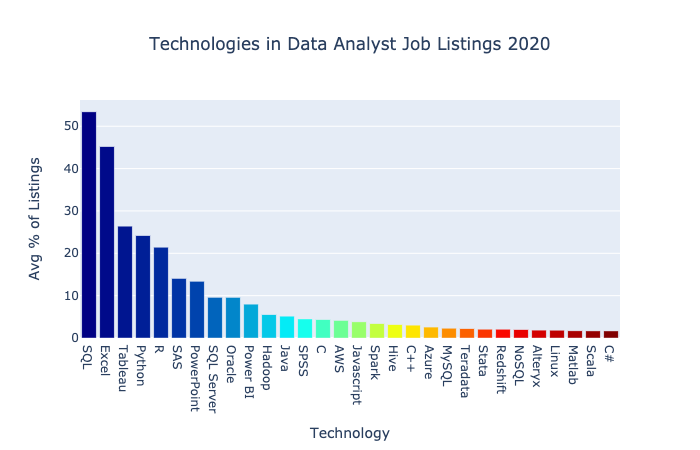 Technologies in Data Analyst Job Listings 2020
Avg % of Listings
50
40
30
20
10
0
SQL
Excel
Tableau
Python
R
SAS
PowerPoint
SQL Server
Oracle
Power BI
Hadoop
Java
SPSS
C
AWS
Javascript
Spark
Hive
C++
Azure
MySQL
Teradata
Stata
Redshift
NoSQL
Alteryx
Linux
Matlab
Scala
C#
Technology